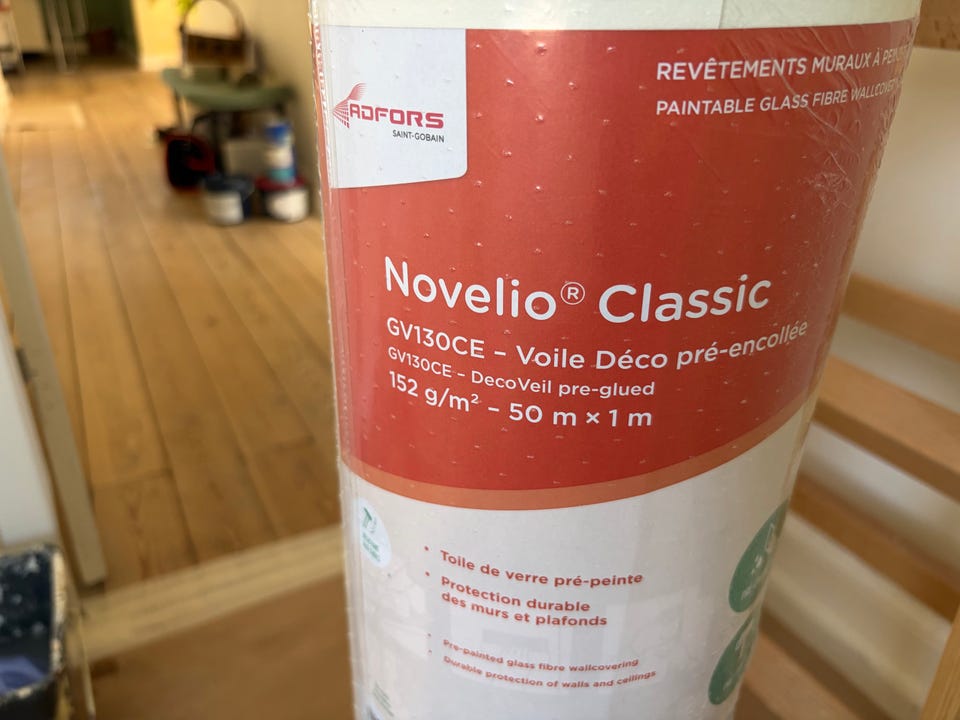 ADFORS
SAINT-GOBAIN
REVÊTEMENTS MURAUX À
PAINTABLE GLASS FIBRE
Novelio® Classic
GV130CE – Voile Déco pré-encollée
GV130CE – DecoVeil pre-glued
152 g/m² – 50 m × 1 m
• Toile de verre pré-peinte
• Protection durable
des murs et plafonds
• Pre-painted glass fibre wallcovering
• Durable protection of walls and ceilings